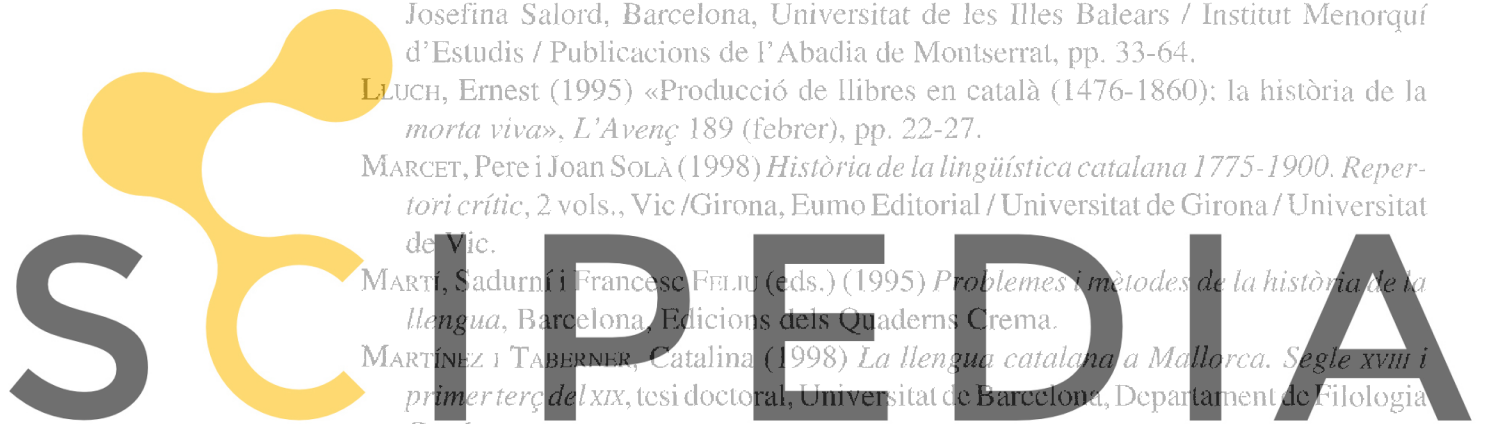 Josefina Salord, Barcelona, Universitat de les Illes Balears / Institut Menorquí
d'Estudis / Publicacions de l'Abadia de Montserrat, pp. 33-64.
LLUCH, Ernest (1995) «Producció de llibres en català (1476-1860): la història de la
morta viva», L'Avenç 189 (febrer), pp. 22-27.
MARCET, Pere i Joan SOLÀ (1998) Història de la lingüística catalana 1775-1900. Reper-
tori crític, 2 vols., Vic /Girona, Eumo Editorial / Universitat de Girona / Universitat
de Vic.
MARTÍ, Sadurní i Francesc FELIU (eds.) (1995) Problemes i mètodes de la història de la
llengua, Barcelona, Edicions dels Quaderns Crema.
MARTÍNEZ I TABERNER, Catalina (1998) La llengua catalana a Mallorca. Segle XVIII i
primer terç del XIX, tesi doctoral, Universitat de Barcelona, Departament de Filologia
SCIPEDIA